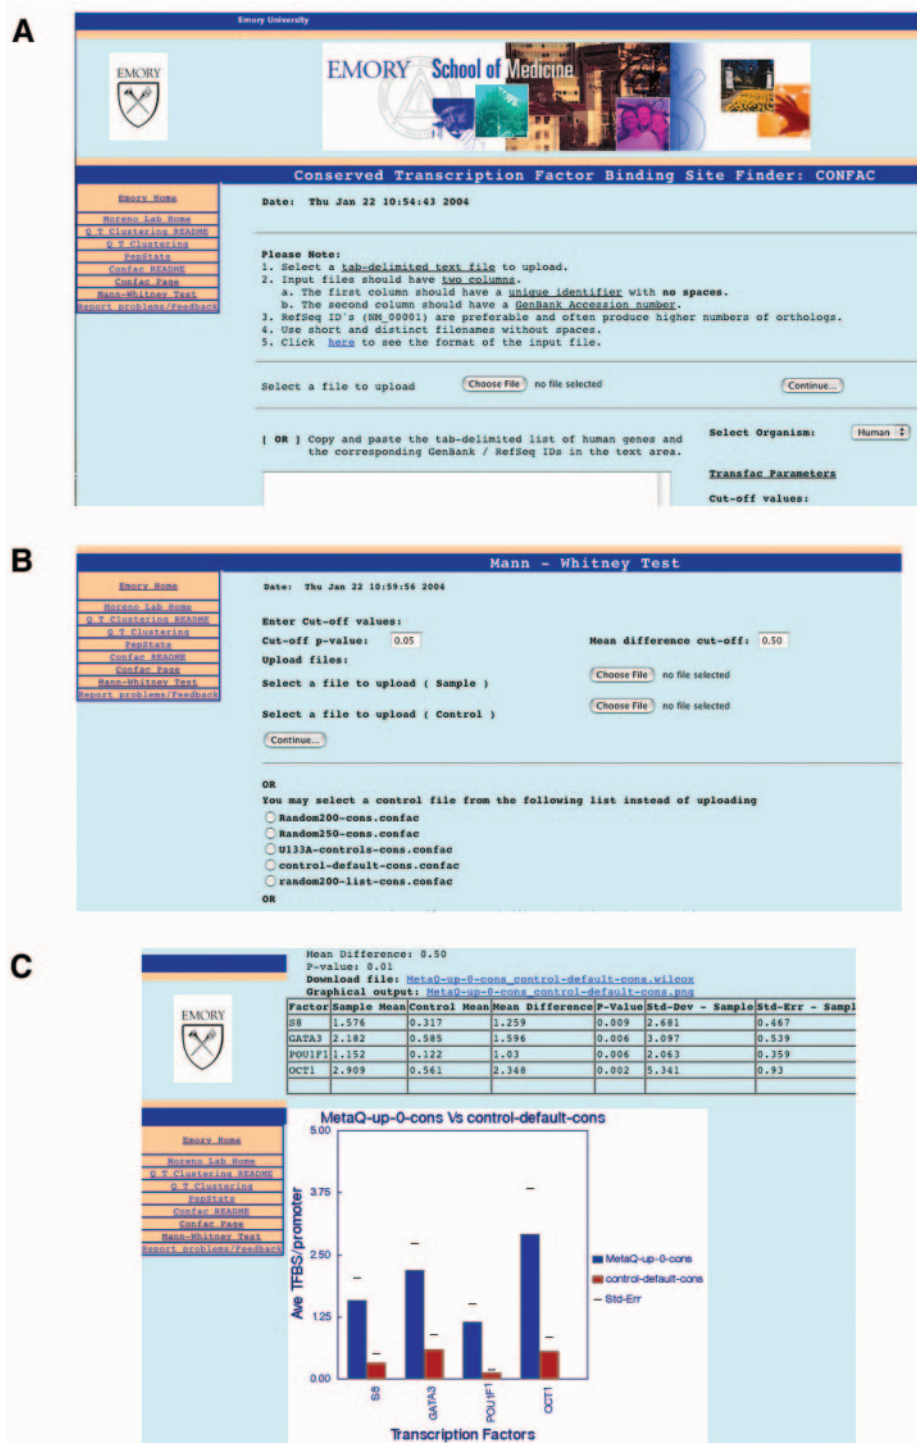 A
Emory University
EMORY
EMORY School of Medicine
Conserved Transcription Factor Binding Site Finder: CONFAC
Emory Home
Moreno Lab Home
Q T Clustering README
Q T Clustering
PepStats
Confac README
Confac Page
Mann-Whitney Test
Report problems/Feedback
Date: Thu Jan 22 10:54:43 2004
Please Note:
1. Select a tab-delimited text file to upload.
2. Input files should have two columns.
a. The first column should have a unique identifier with no spaces.
b. The second column should have a GenBank Accession number.
3. RefSeq ID's (NM_00001) are preferable and often produce higher numbers of orthologs.
4. Use short and distinct filenames without spaces.
5. Click here to see the format of the input file.
Select a file to upload Choose File no file selected Continue...
[ OR ] Copy and paste the tab-delimited list of human genes and
the corresponding GenBank / RefSeq IDs in the text area.
Select Organism: Human
Transfac Parameters
Cut-off values:
B
Mann - Whitney Test
Emory Home
Moreno Lab Home
Q T Clustering README
Q T Clustering
PepStats
Confac README
Confac Page
Mann-Whitney Test
Report problems/Feedback
Date: Thu Jan 22 10:59:56 2004
Enter Cut-off values:
Cut-off p-value: 0.05 Mean difference cut-off: 0.50
Upload files:
Select a file to upload ( Sample ) Choose File no file selected
Select a file to upload ( Control ) Choose File no file selected
Continue...
OR
You may select a control file from the following list instead of uploading
Random200-cons.confac
Random250-cons.confac
U133A-controls-cons.confac
control-default-cons.confac
random200-list-cons.confac
OR
C
Mean Difference: 0.50
P-value: 0.01
Download file: MetaQ-up-0-cons_control-default-cons.wilcox
Graphical output: MetaQ-up-0-cons_control-default-cons.png
EMORY
Factor Sample Mean Control Mean Mean Difference P-Value Std-Dev - Sample Std-Err - Sampl
S8 1.576 0.317 1.259 0.009 2.681 0.467
GATA3 2.182 0.585 1.596 0.006 3.097 0.539
POU1F1 1.152 0.122 1.03 0.006 2.063 0.359
OCT1 2.909 0.561 2.348 0.002 5.341 0.93
Emory Home
Moreno Lab Home
Q T Clustering README
Q T Clustering
PepStats
Confac README
Confac Page
Mann-Whitney Test
Report problems/Feedback
MetaQ-up-0-cons Vs control-default-cons
Ave TFBS/promoter
5.00
3.75
2.50
1.25
0.00
MetaQ-up-0-cons
control-default-cons
Std-Err
S8
GATA3
POU1F1
OCT1
Transcription Factors